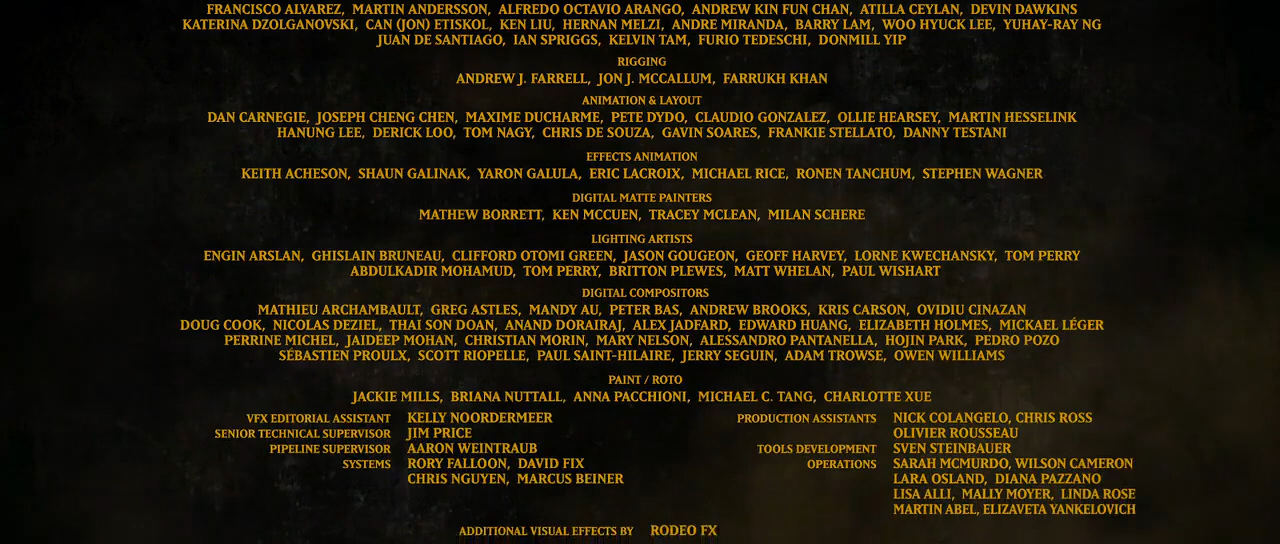 FRANCISCO ALVAREZ, MARTIN ANDERSSON, ALFREDO OCTAVIO ARANGO, ANDREW KIN FUN CHAN, ATILLA CEYLAN, DEVIN DAWKINS
KATERINA DZOLGANOVSKI, CAN (JON) ETISKOL, KEN LIU, HERNAN MELZI, ANDRE MIRANDA, BARRY LAM, WOO HYUCK LEE, YUHAY-RAY NG
JUAN DE SANTIAGO, IAN SPRIGGS, KELVIN TAM, FURIO TEDESCHI, DONMILL YIP
RIGGING
ANDREW J. FARRELL, JON J. MCCALLUM, FARRUKH KHAN
ANIMATION & LAYOUT
DAN CARNEGIE, JOSEPH CHENG CHEN, MAXIME DUCHARME, PETE DYDO, CLAUDIO GONZALEZ, OLLIE HEARSEY, MARTIN HESSELINK
HANUNG LEE, DERICK LOO, TOM NAGY, CHRIS DE SOUZA, GAVIN SOARES, FRANKIE STELLATO, DANNY TESTANI
EFFECTS ANIMATION
KEITH ACHESON, SHAUN GALINAK, YARON GALULA, ERIC LACROIX, MICHAEL RICE, RONEN TANCHUM, STEPHEN WAGNER
DIGITAL MATTE PAINTERS
MATHEW BORRETT, KEN MCCUEN, TRACEY MCLEAN, MILAN SCHERE
LIGHTING ARTISTS
ENGIN ARSLAN, GHISLAIN BRUNEAU, CLIFFORD OTOMI GREEN, JASON GOUGEON, GEOFF HARVEY, LORNE KWECHANSKY, TOM PERRY
ABDULKADIR MOHAMUD, TOM PERRY, BRITTON PLEWES, MATT WHELAN, PAUL WISHART
DIGITAL COMPOSITORS
MATHIEU ARCHAMBAULT, GREG ASTLES, MANDY AU, PETER BAS, ANDREW BROOKS, KRIS CARSON, OVIDIU CINAZAN
DOUG COOK, NICOLAS DEZIEL, THAI SON DOAN, ANAND DORAIRAJ, ALEX JADFARD, EDWARD HUANG, ELIZABETH HOLMES, MICKAEL LÉGER
PERRINE MICHEL, JAIDEEP MOHAN, CHRISTIAN MORIN, MARY NELSON, ALESSANDRO PANTANELLA, HOJIN PARK, PEDRO POZO
SÉBASTIEN PROULX, SCOTT RIOPELLE, PAUL SAINT-HILAIRE, JERRY SEGUIN, ADAM TROWSE, OWEN WILLIAMS
PAINT / ROTO
JACKIE MILLS, BRIANA NUTTALL, ANNA PACCHIONI, MICHAEL C. TANG, CHARLOTTE XUE
VFX EDITORIAL ASSISTANT KELLY NOORDERMEER
SENIOR TECHNICAL SUPERVISOR JIM PRICE
PIPELINE SUPERVISOR AARON WEINTRAUB
SYSTEMS RORY FALLOON, DAVID FIX
CHRIS NGUYEN, MARCUS BEINER
PRODUCTION ASSISTANTS NICK COLANGELO, CHRIS ROSS
OLIVIER ROUSSEAU
TOOLS DEVELOPMENT SVEN STEINBAUER
OPERATIONS SARAH MCMURDO, WILSON CAMERON
LARA OSLAND, DIANA PAZZANO
LISA ALLI, MALLY MOYER, LINDA ROSE
MARTIN ABEL, ELIZAVETA YANKELOVICH
ADDITIONAL VISUAL EFFECTS BY RODEO FX